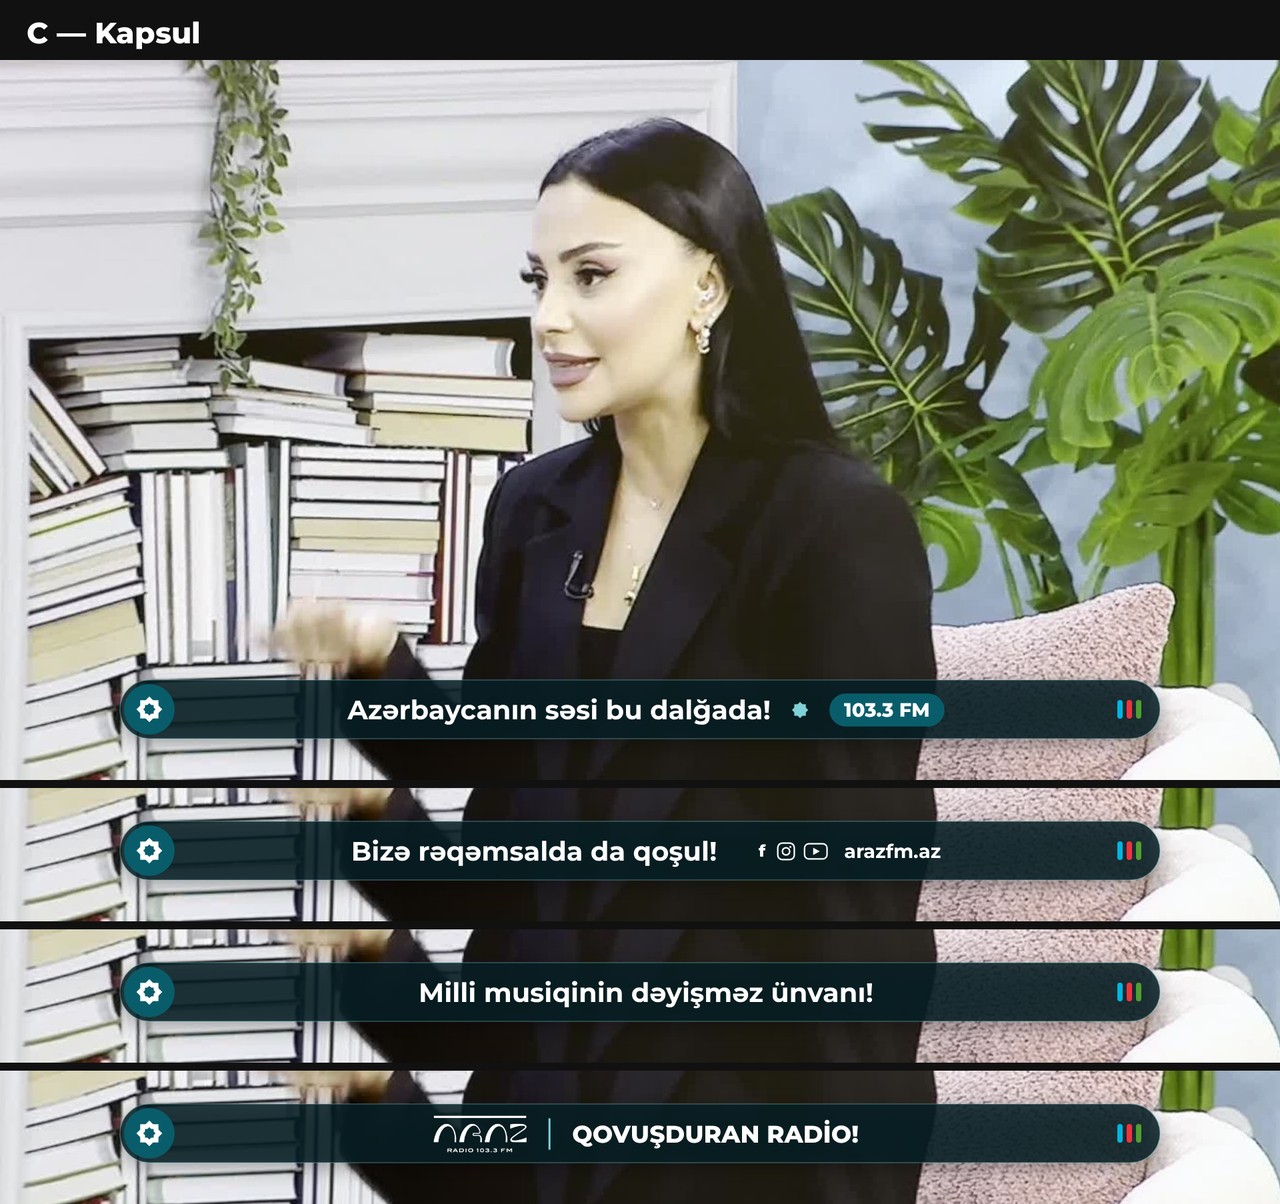 C — Kapsul
Azərbaycanın səsi bu dalğada! 103.3 FM
Bizə rəqəmsalda da qoşul! arazfm.az
Milli musiqinin dəyişməz ünvanı!
ARAZ
RADIO 103.3 FM
QOVUŞDURAN RADİO!